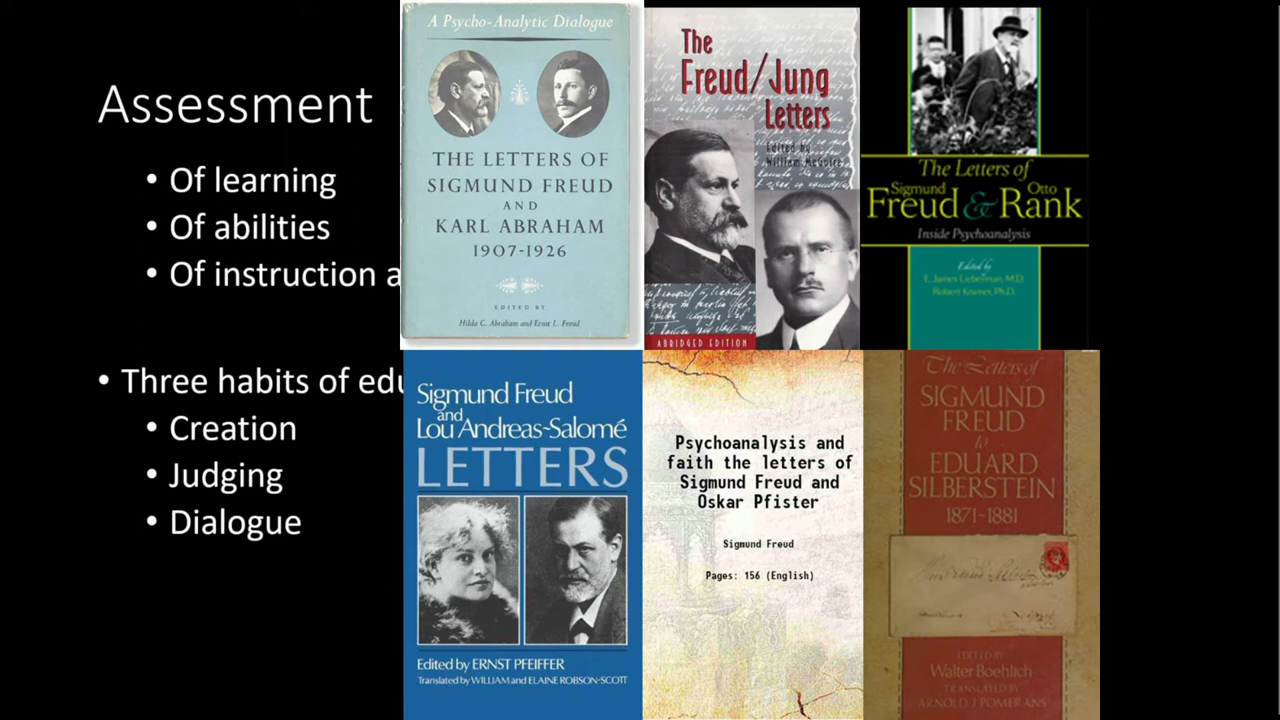 Assessment
• Of learning
• Of abilities
• Of instruction a
• Three habits of edu
• Creation
• Judging
• Dialogue
A Psycho-Analytic Dialogue
THE LETTERS OF
SIGMUND FREUD
AND
KARL ABRAHAM
1907-1926
EDITED BY
Hilda C. Abraham and Ernst L. Freud
The
Freud/Jung
Letters
Edited by
William McGuire
ABRIDGED EDITION
The Letters of
Sigmund Otto
Freud & Rank
Inside Psychoanalysis
Edited by
E. James Lieberman, M.D.
Robert Kramer, Ph.D.
Sigmund Freud
and
Lou Andreas-Salomé
LETTERS
Edited by ERNST PFEIFFER
Translated by WILLIAM and ELAINE ROBSON-SCOTT
Psychoanalysis and
faith the letters of
Sigmund Freud and
Oskar Pfister
Sigmund Freud
Pages: 156 (English)
The Letters of
SIGMUND
FREUD
to
EDUARD
SILBERSTEIN
1871-1881
EDITED BY
Walter Boehlich
TRANSLATED BY
ARNOLD J POMERANS